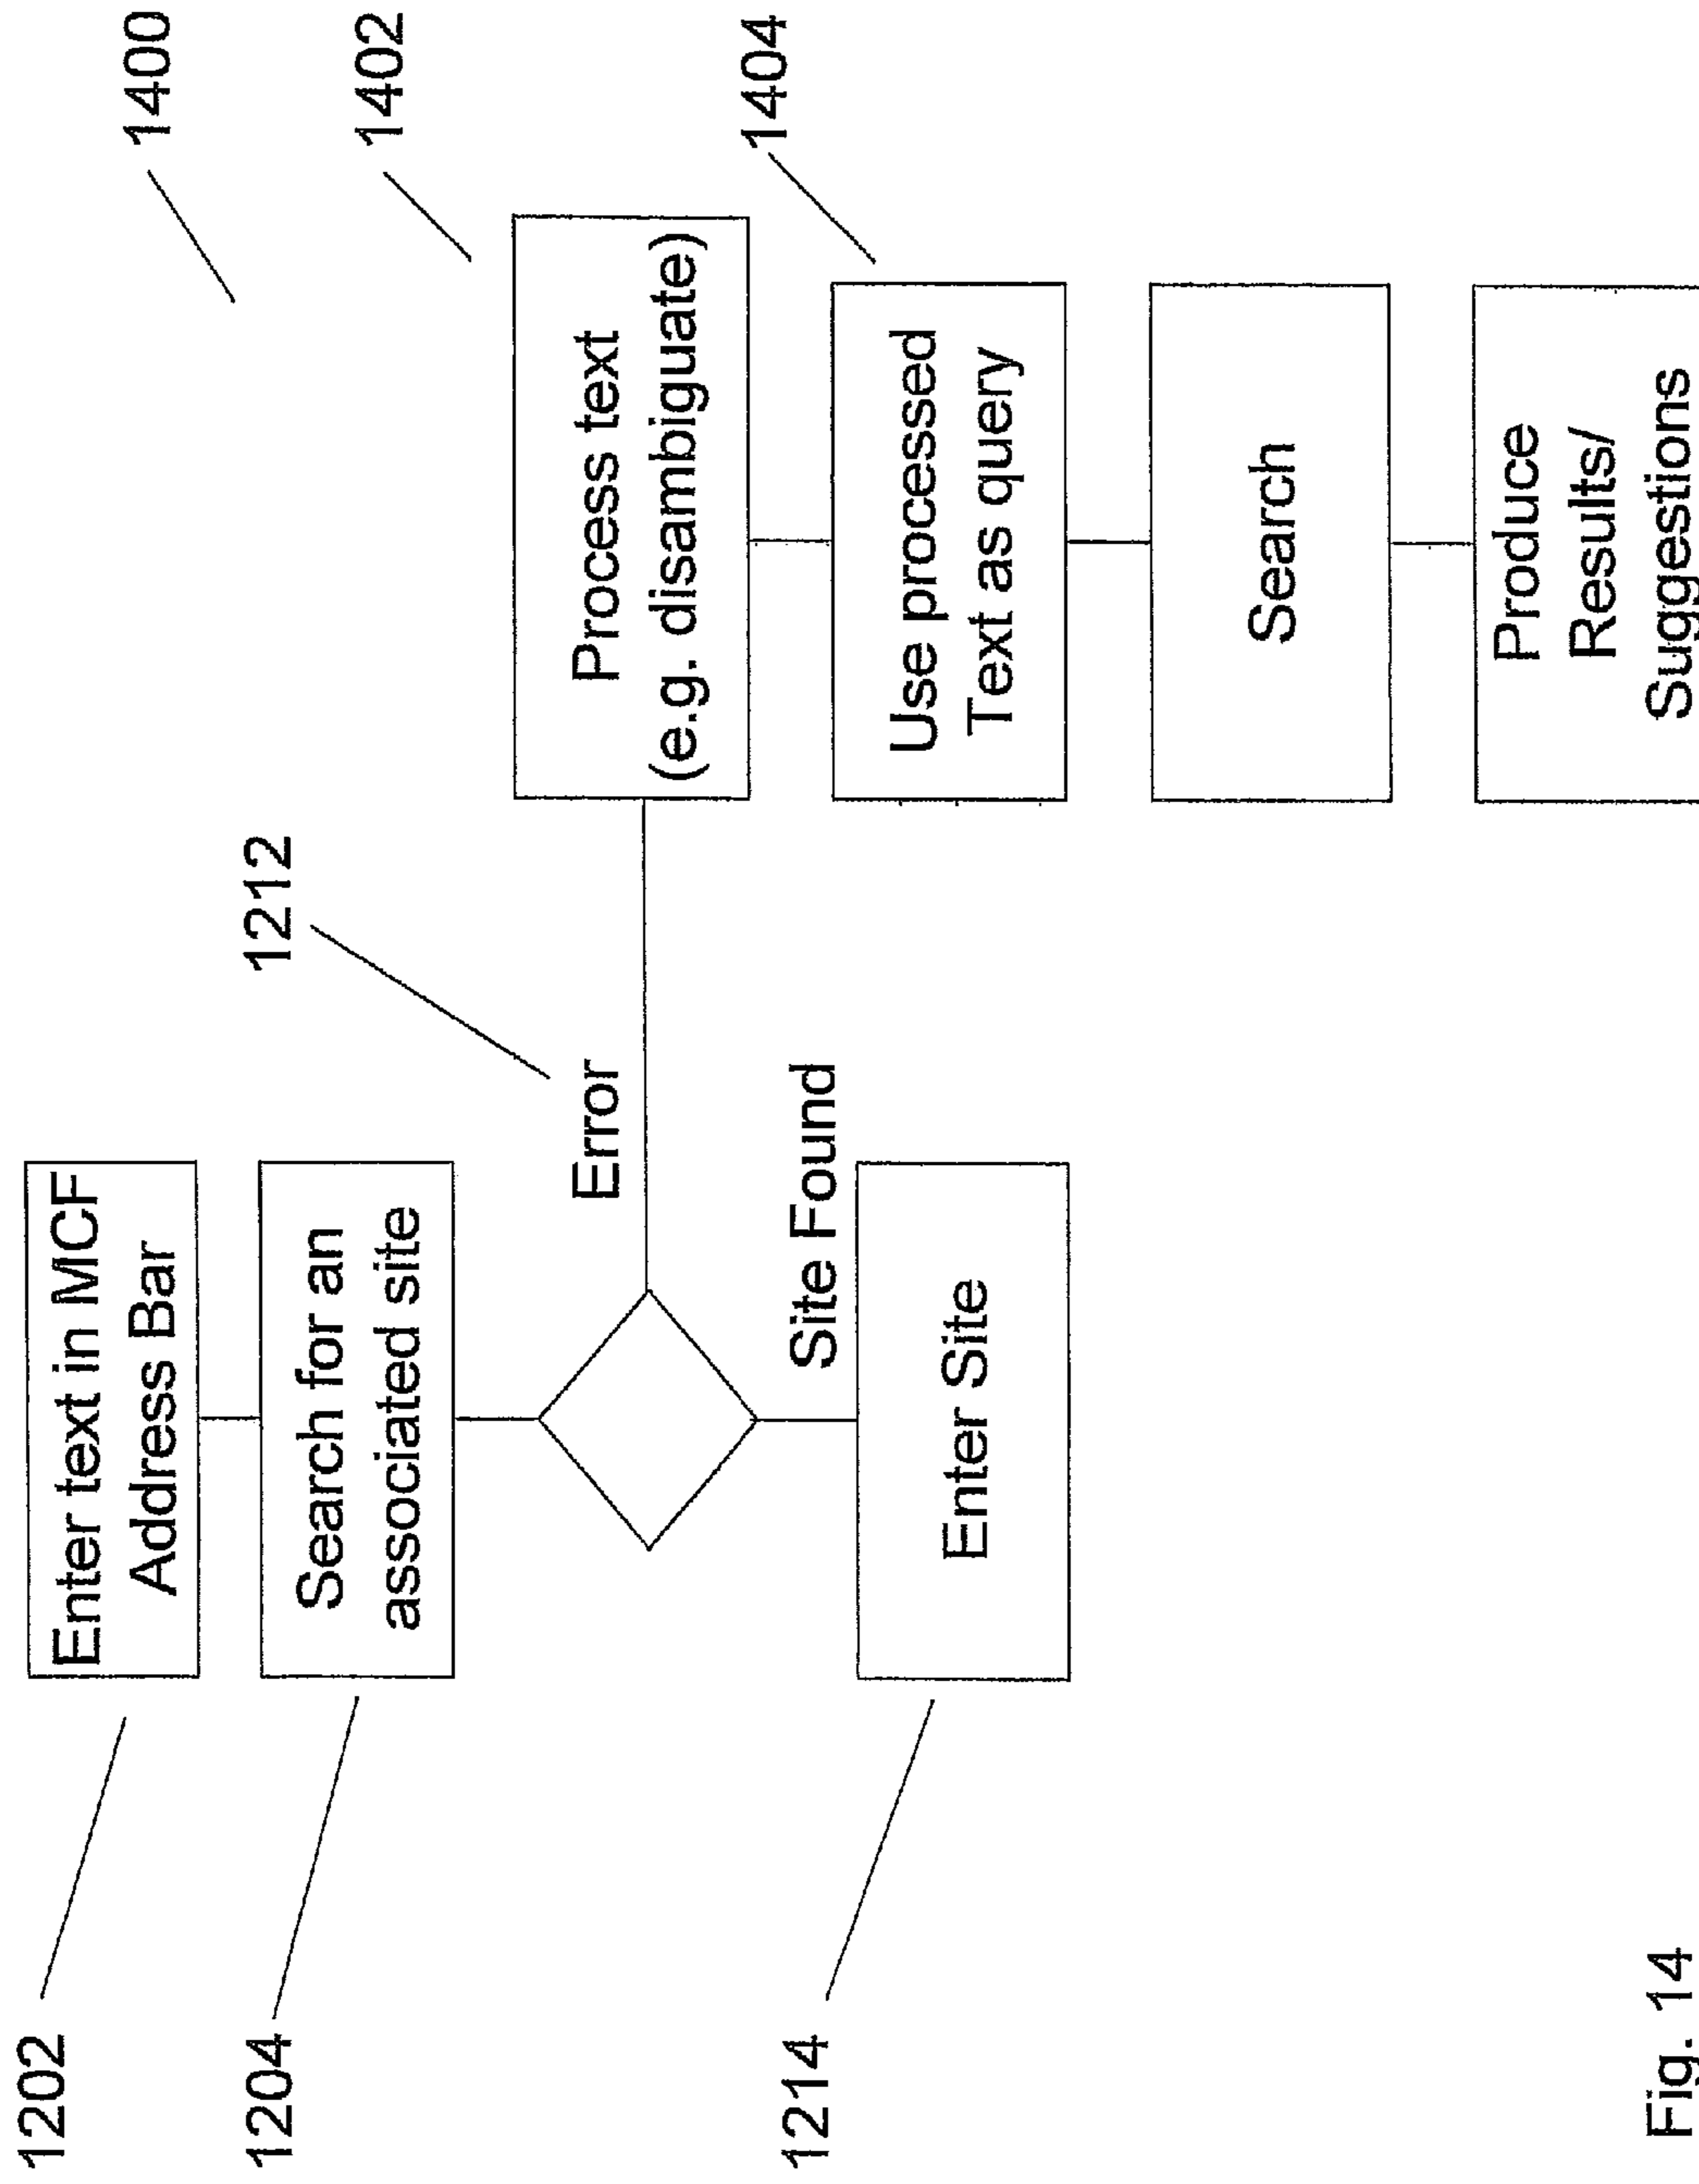 1400
1202
Enter text in MCF
Address Bar
1204
Search for an
associated site
1212
Error
1402
Process text
(e.g. disambiguate)
1404
Use processed
Text as query
Site Found
1214
Enter Site
Search
Produce
Results/
Suggestions
Fig. 14